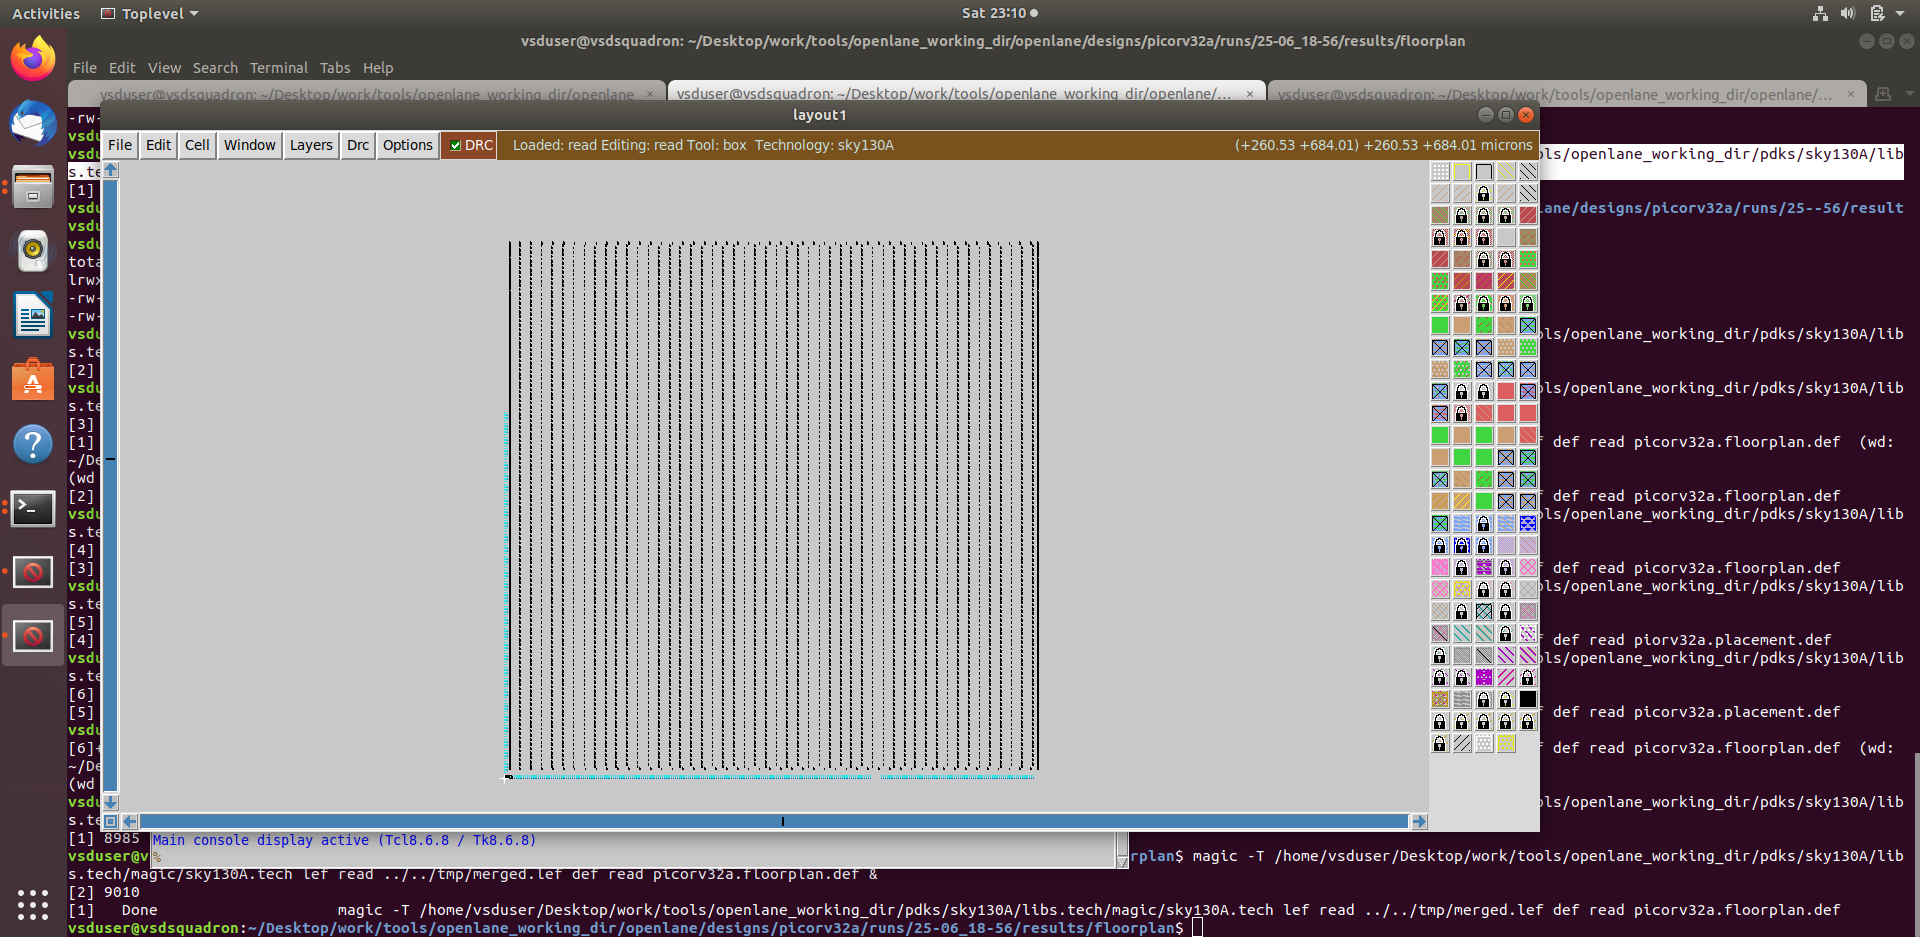 Activities
Toplevel
Sat 23:10
vsduser@vsdsquadron: ~/Desktop/work/tools/openlane_working_dir/openlane/designs/picorv32a/runs/25-06_18-56/results/floorplan
File Edit View Search Terminal Tabs Help
vsduser@vsdsquadron: ~/Desktop/work/tools/openlane_working_dir/openlane ×
vsduser@vsdsquadron: ~/Desktop/work/tools/openlane_working_dir/openlane/... ×
vsduser@vsdsquadron: ~/Desktop/work/tools/openlane_working_dir/openlane/... ×
layout1
File Edit Cell Window Layers Drc Options DRC Loaded: read Editing: read Tool: box Technology: sky130A (+260.53 +684.01) +260.53 +684.01 microns
-rw-
vsdu
vsdu ols/openlane_working_dir/pdks/sky130A/lib
s.te
[1]
vsdu lane/designs/picorv32a/runs/25--56/result
vsdu
vsdu
tota
lrwx
-rw-
-rw-
vsdu ols/openlane_working_dir/pdks/sky130A/lib
s.te
[2]
vsdu ols/openlane_working_dir/pdks/sky130A/lib
s.te
[3]
[1] f def read picorv32a.floorplan.def (wd:
~/De
(wd
[2] f def read picorv32a.floorplan.def
vsdu ols/openlane_working_dir/pdks/sky130A/lib
s.te
[4]
[3] f def read picorv32a.floorplan.def
vsdu ols/openlane_working_dir/pdks/sky130A/lib
s.te
[5]
[4] f def read piorv32a.placement.def
vsdu ols/openlane_working_dir/pdks/sky130A/lib
s.te
[6]
[5] f def read picorv32a.placement.def
vsdu
[6]+ f def read picorv32a.floorplan.def (wd:
~/De
(wd
vsdu ols/openlane_working_dir/pdks/sky130A/lib
s.te
[1] 8985
Main console display active (Tcl8.6.8 / Tk8.6.8)
%
vsduser@v rplan$ magic -T /home/vsduser/Desktop/work/tools/openlane_working_dir/pdks/sky130A/lib
s.tech/magic/sky130A.tech lef read ../../tmp/merged.lef def read picorv32a.floorplan.def &
[2] 9010
[1] Done magic -T /home/vsduser/Desktop/work/tools/openlane_working_dir/pdks/sky130A/libs.tech/magic/sky130A.tech lef read ../../tmp/merged.lef def read picorv32a.floorplan.def
vsduser@vsdsquadron:~/Desktop/work/tools/openlane_working_dir/openlane/designs/picorv32a/runs/25-06_18-56/results/floorplan$